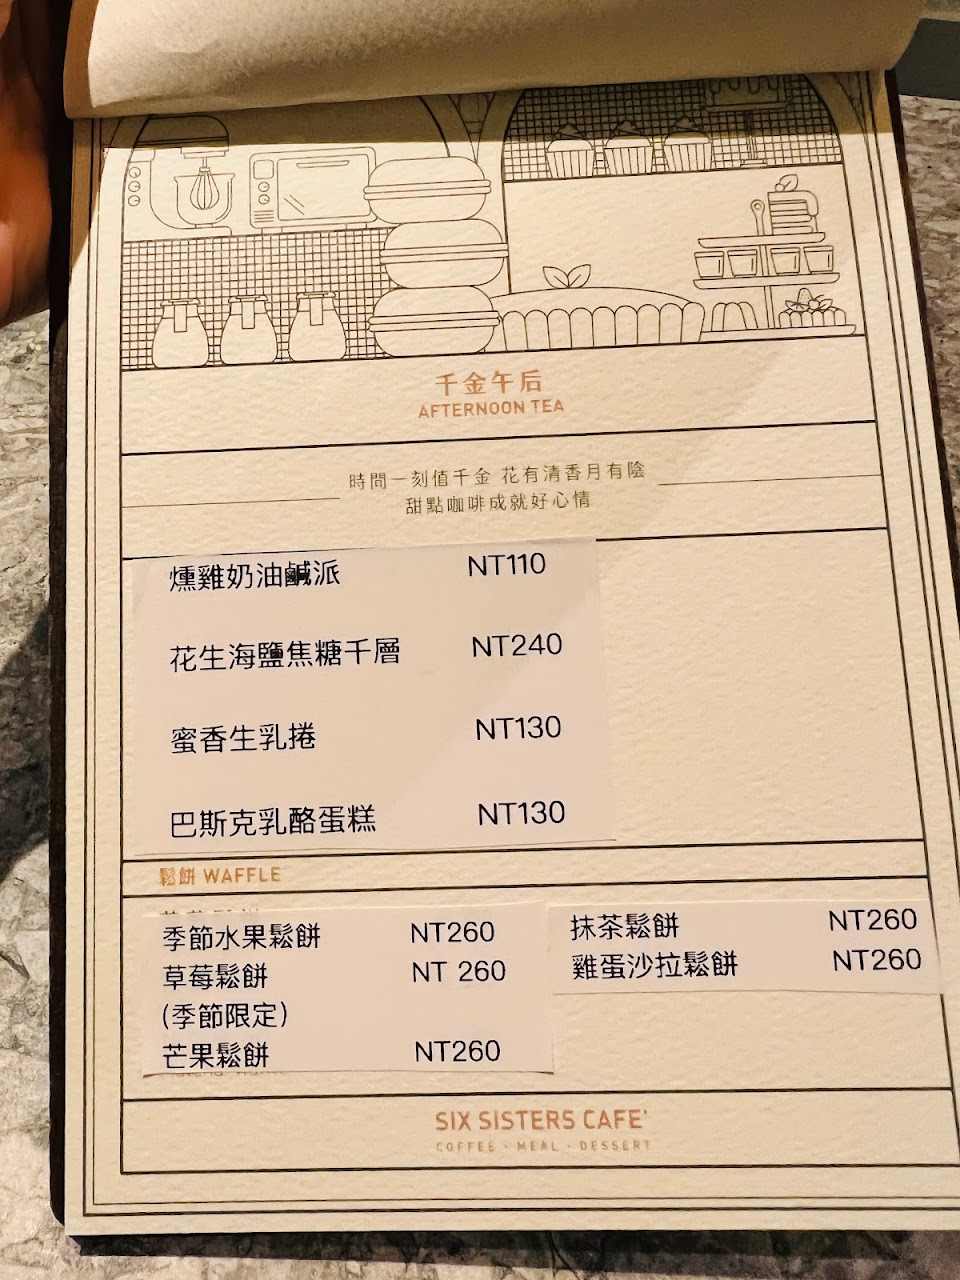 千金午后
AFTERNOON TEA
時間一刻值千金 花有清香月有陰
甜點咖啡成就好心情
燻雞奶油鹹派 NT110
花生海鹽焦糖千層 NT240
蜜香生乳捲 NT130
巴斯克乳酪蛋糕 NT130
鬆餅 WAFFLE
季節水果鬆餅 NT260
草莓鬆餅 NT 260
(季節限定)
芒果鬆餅 NT260
抹茶鬆餅 NT260
雞蛋沙拉鬆餅 NT260
SIX SISTERS CAFE'
COFFEE · MEAL · DESSERT